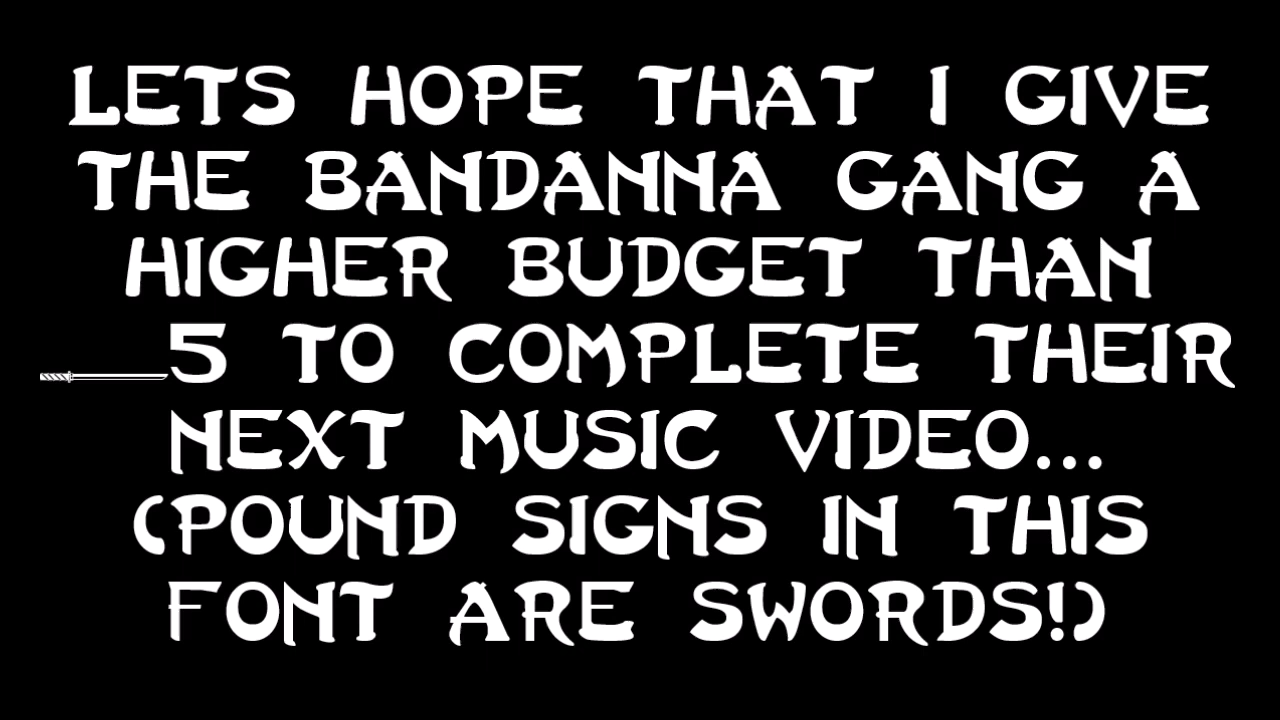 LETS HOPE THAT I GIVE
THE BANDANNA GANG A
HIGHER BUDGET THAN
£5 TO COMPLETE THEIR
NEXT MUSIC VIDEO...
(POUND SIGNS IN THIS
FONT ARE SWORDS!)